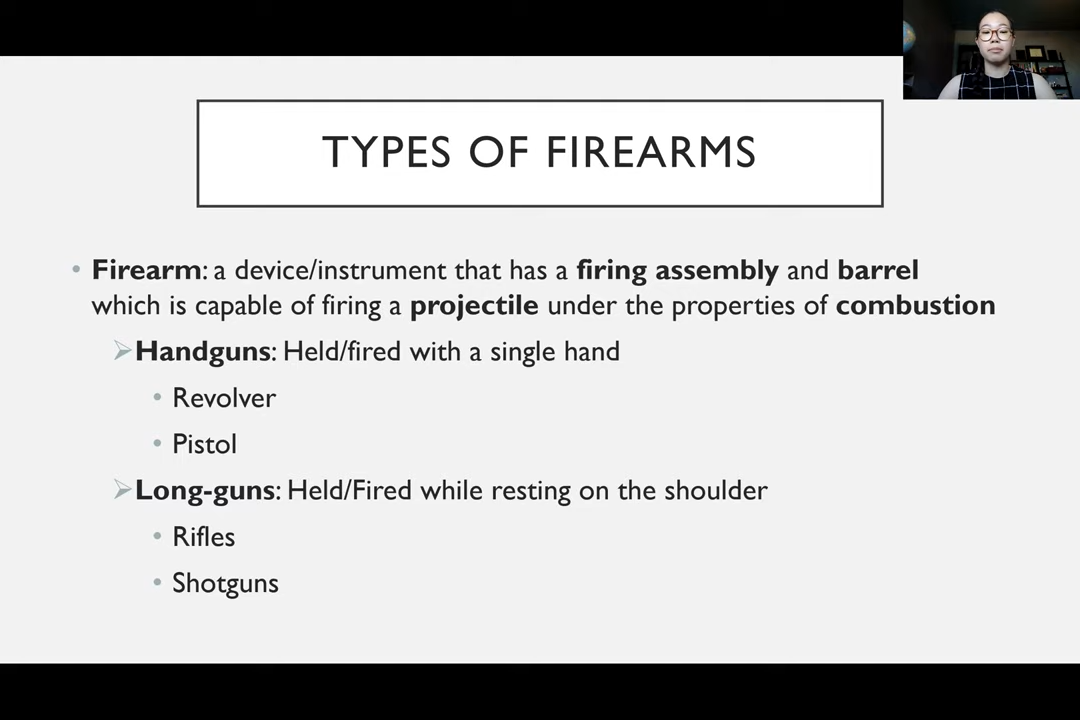 TYPES OF FIREARMS
• Firearm: a device/instrument that has a firing assembly and barrel
which is capable of firing a projectile under the properties of combustion
➢Handguns: Held/fired with a single hand
• Revolver
• Pistol
➢Long-guns: Held/Fired while resting on the shoulder
• Rifles
• Shotguns